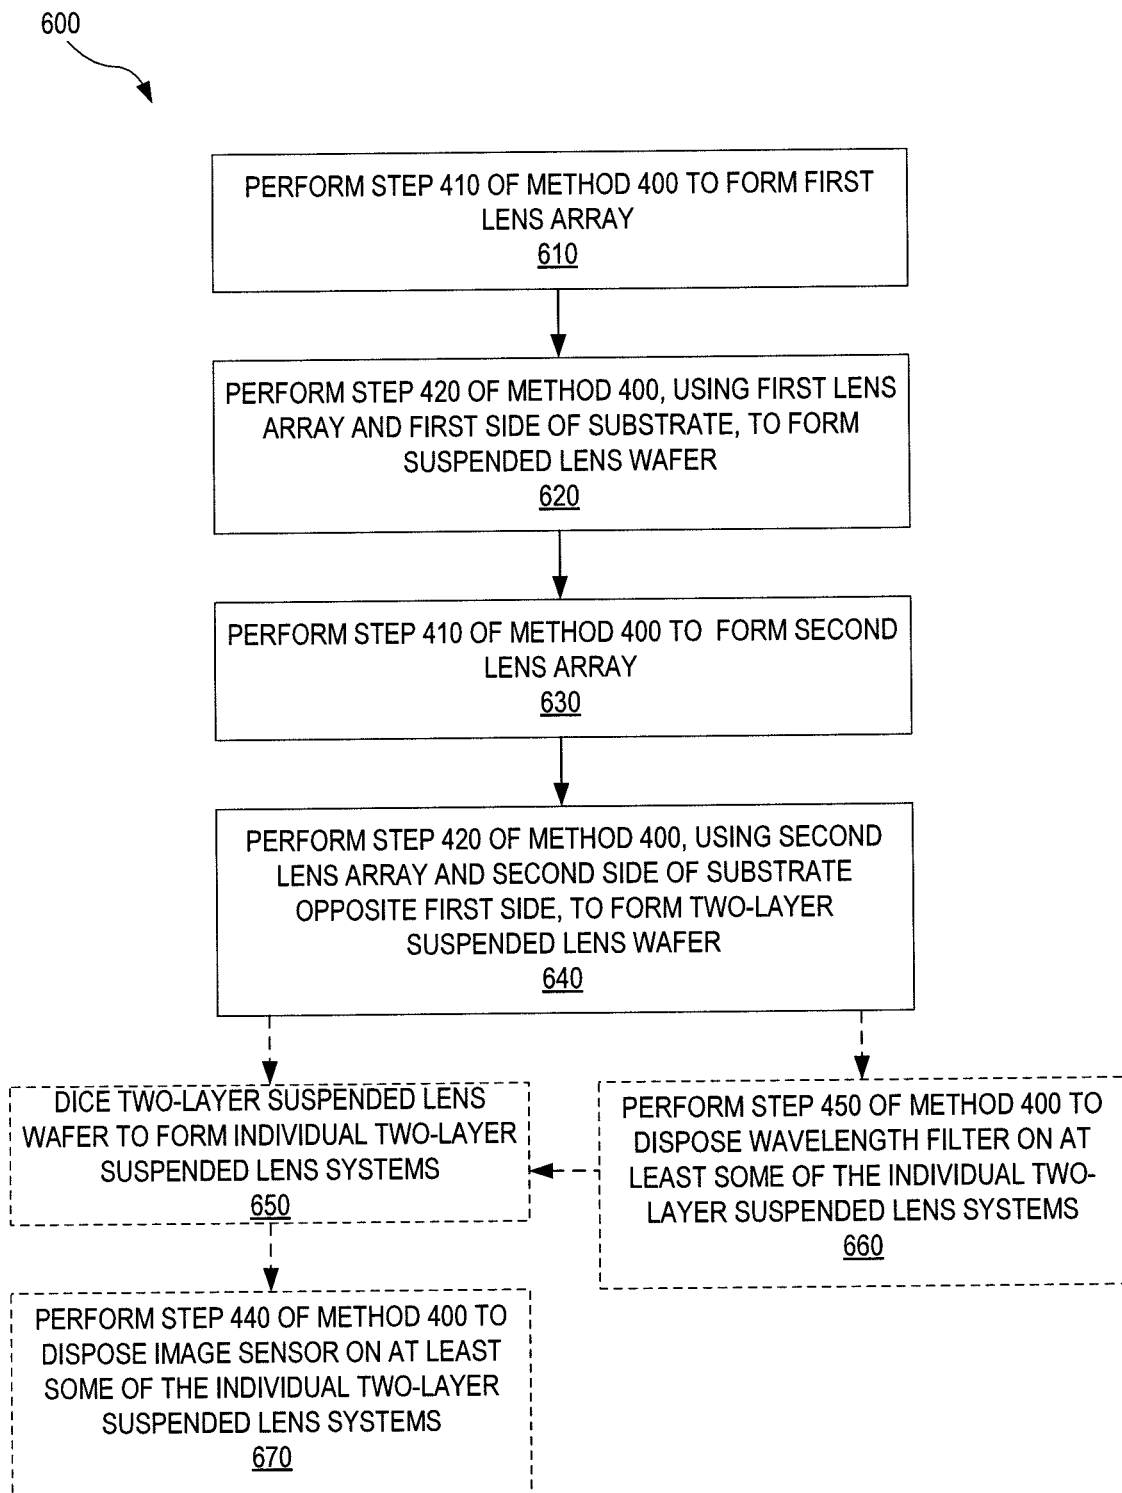 600
PERFORM STEP 410 OF METHOD 400 TO FORM FIRST
LENS ARRAY
610
PERFORM STEP 420 OF METHOD 400, USING FIRST LENS
ARRAY AND FIRST SIDE OF SUBSTRATE, TO FORM
SUSPENDED LENS WAFER
620
PERFORM STEP 410 OF METHOD 400 TO FORM SECOND
LENS ARRAY
630
PERFORM STEP 420 OF METHOD 400, USING SECOND
LENS ARRAY AND SECOND SIDE OF SUBSTRATE
OPPOSITE FIRST SIDE, TO FORM TWO-LAYER
SUSPENDED LENS WAFER
640
DICE TWO-LAYER SUSPENDED LENS
WAFER TO FORM INDIVIDUAL TWO-LAYER
SUSPENDED LENS SYSTEMS
650
PERFORM STEP 450 OF METHOD 400 TO
DISPOSE WAVELENGTH FILTER ON AT
LEAST SOME OF THE INDIVIDUAL TWO-
LAYER SUSPENDED LENS SYSTEMS
660
PERFORM STEP 440 OF METHOD 400 TO
DISPOSE IMAGE SENSOR ON AT LEAST
SOME OF THE INDIVIDUAL TWO-LAYER
SUSPENDED LENS SYSTEMS
670